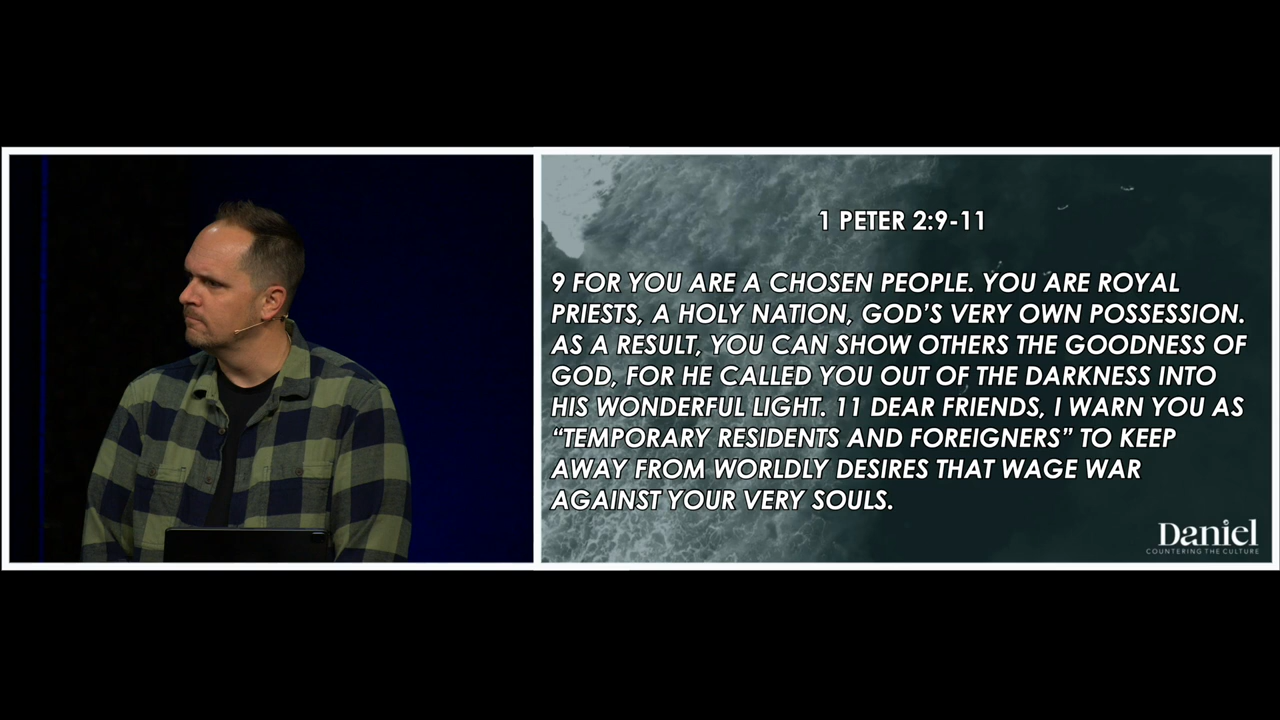 1 PETER 2:9-11
9 FOR YOU ARE A CHOSEN PEOPLE. YOU ARE ROYAL
PRIESTS, A HOLY NATION, GOD’S VERY OWN POSSESSION.
AS A RESULT, YOU CAN SHOW OTHERS THE GOODNESS OF
GOD, FOR HE CALLED YOU OUT OF THE DARKNESS INTO
HIS WONDERFUL LIGHT. 11 DEAR FRIENDS, I WARN YOU AS
“TEMPORARY RESIDENTS AND FOREIGNERS” TO KEEP
AWAY FROM WORLDLY DESIRES THAT WAGE WAR
AGAINST YOUR VERY SOULS.
Daniel
COUNTERING THE CULTURE